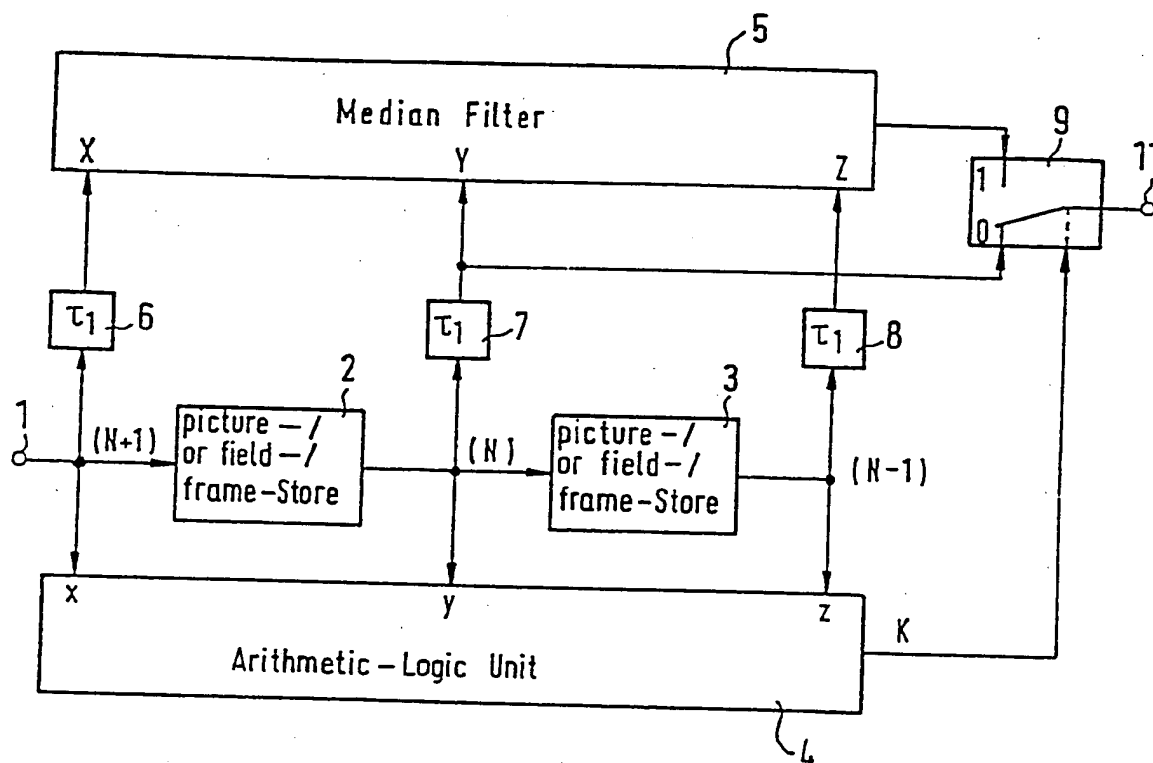 5
Median Filter
X
Y
Z
9
1
0
11
τ1
6
τ1
7
τ1
8
1
(N+1)
2
picture-/
or field-/
frame-Store
(N)
3
picture-/
or field-/
frame-Store
(N-1)
x
y
z
K
Arithmetic-Logic Unit
4